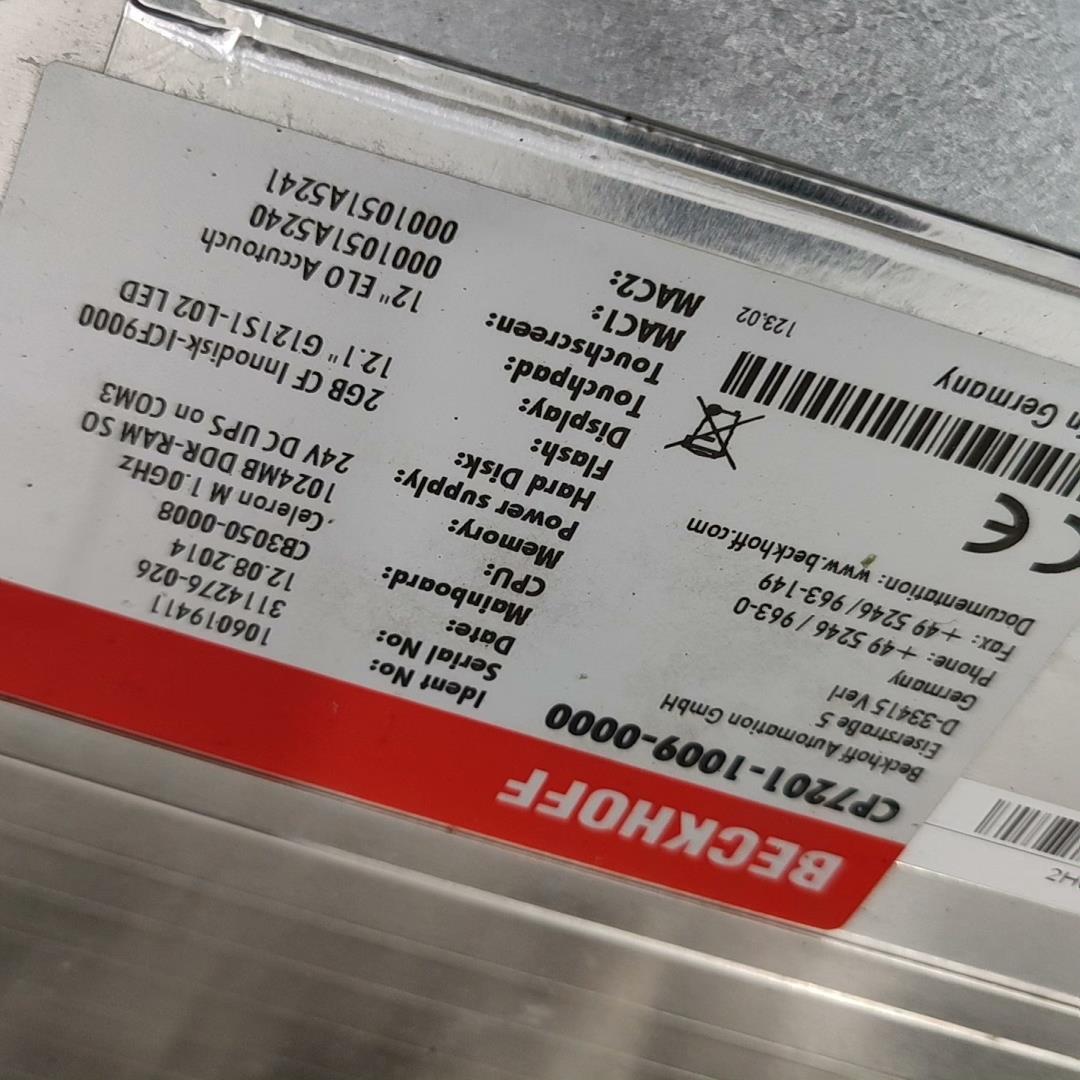 BECKHOFF
CP7201-1009-0000
Beckhoff Automation GmbH
Eiserstraße 5
D-33415 Verl
Germany
Phone: +49 5246 / 963-0
Fax: +49 5246 / 963-149
Documentation: www.beckhoff.com
Ident No: 106019411
Serial No: 3114276-026
Date: 12.08.2014
Mainboard: CB3050-0008
CPU: Celeron M 1.0GHz
Memory: 1024MB DDR-RAM SO
Power supply: 24V DC UPS on COM3
Hard Disk:
Flash: 2GB CF Innodisk-ICF9000
Display: 12.1" G121S1-L02 LED
Touchpad:
Touchscreen: 12" ELO Accutouch
MAC1: 0001051A5240
MAC2: 0001051A5241
CE
Germany
123.02